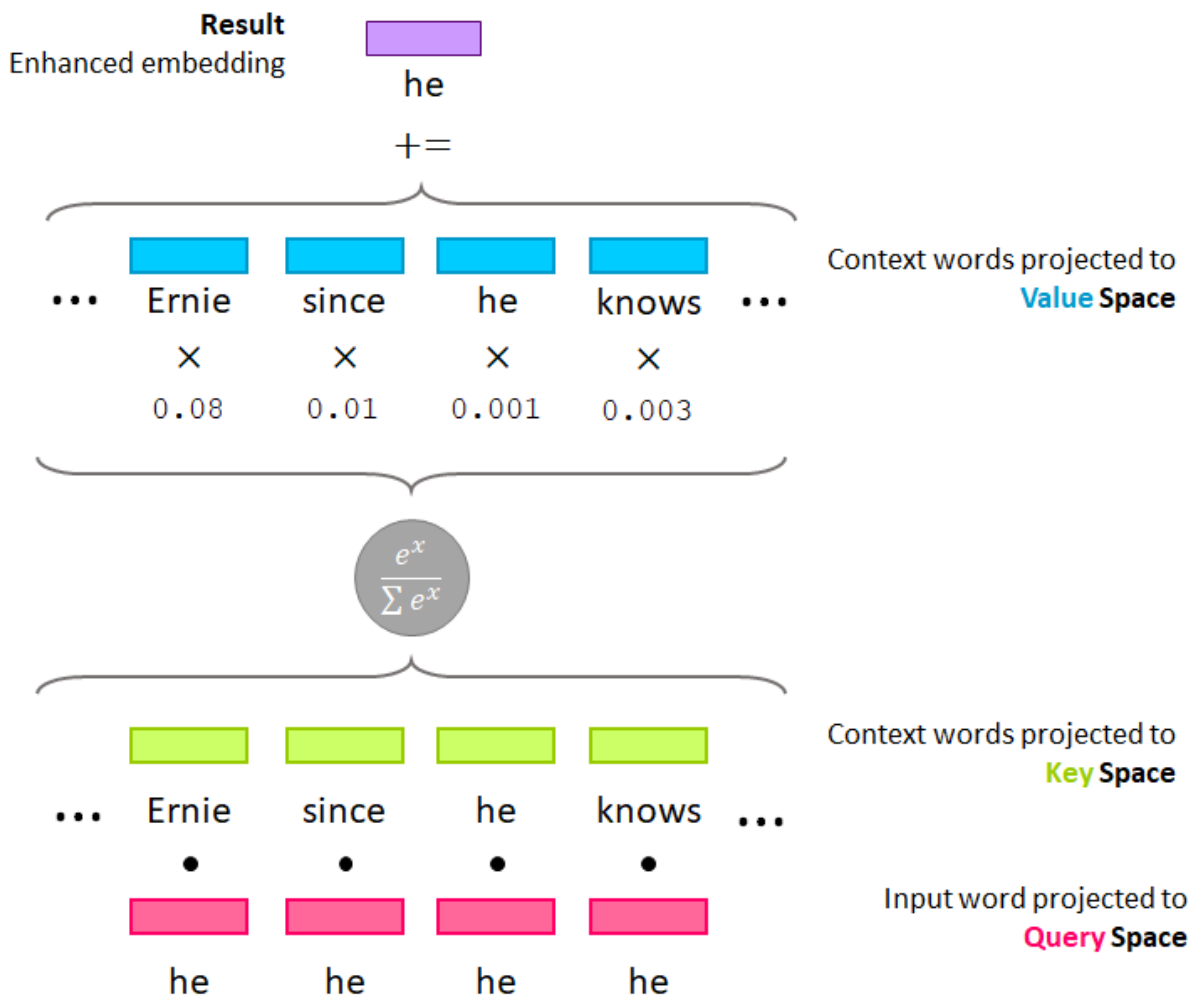 Result
Enhanced embedding
he
+=
... Ernie since he knows ...
× × × ×
0.08 0.01 0.001 0.003
Context words projected to
Value Space
e^x
∑ e^x
Context words projected to
Key Space
... Ernie since he knows ...
• • • •
Input word projected to
Query Space
he he he he